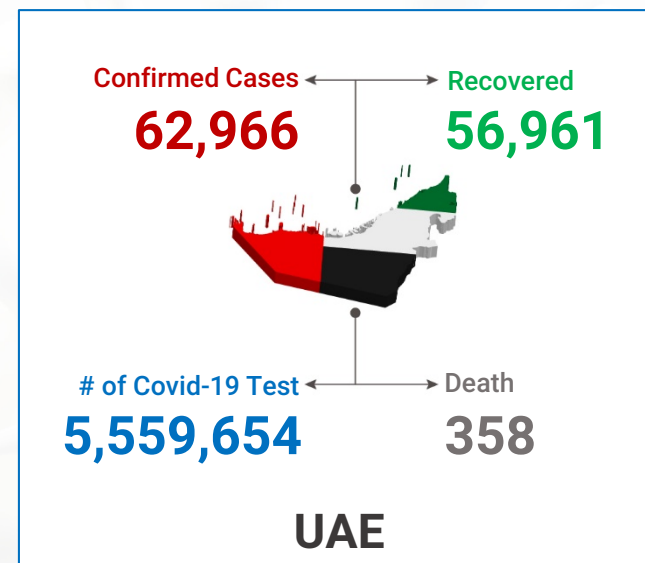 Confirmed Cases
62,966
Recovered
56,961
# of Covid-19 Test
5,559,654
Death
358
UAE